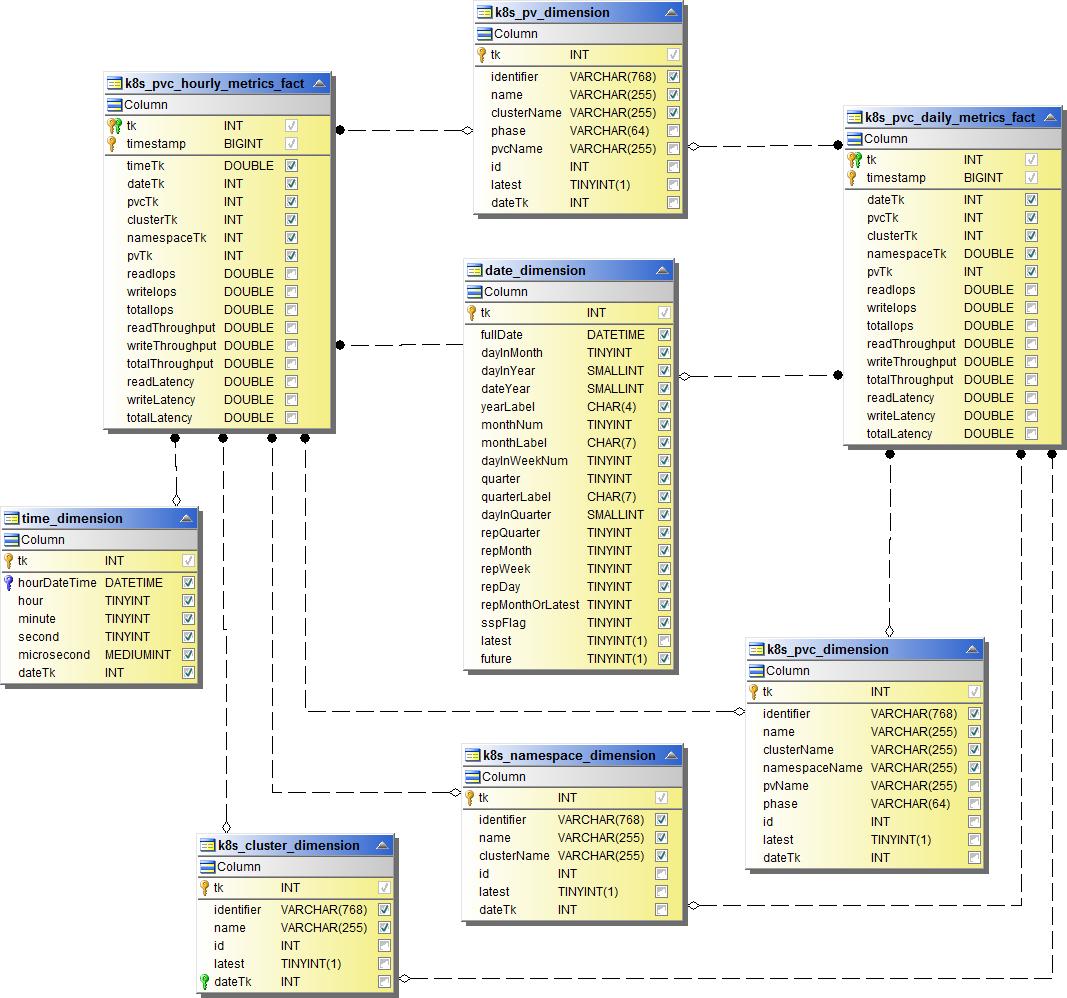 k8s_pv_dimension
Column
tk INT
identifier VARCHAR(768)
name VARCHAR(255)
clusterName VARCHAR(255)
phase VARCHAR(64)
pvcName VARCHAR(255)
id INT
latest TINYINT(1)
dateTk INT
k8s_pvc_hourly_metrics_fact
Column
tk INT
timestamp BIGINT
timeTk DOUBLE
dateTk INT
pvcTk INT
clusterTk INT
namespaceTk INT
pvTk INT
readIops DOUBLE
writeIops DOUBLE
totalIops DOUBLE
readThroughput DOUBLE
writeThroughput DOUBLE
totalThroughput DOUBLE
readLatency DOUBLE
writeLatency DOUBLE
totalLatency DOUBLE
k8s_pvc_daily_metrics_fact
Column
tk INT
timestamp BIGINT
dateTk INT
pvcTk INT
clusterTk INT
namespaceTk DOUBLE
pvTk INT
readIops DOUBLE
writeIops DOUBLE
totalIops DOUBLE
readThroughput DOUBLE
writeThroughput DOUBLE
totalThroughput DOUBLE
readLatency DOUBLE
writeLatency DOUBLE
totalLatency DOUBLE
date_dimension
Column
tk INT
fullDate DATETIME
dayInMonth TINYINT
dayInYear SMALLINT
dateYear SMALLINT
yearLabel CHAR(4)
monthNum TINYINT
monthLabel CHAR(7)
dayInWeekNum TINYINT
quarter TINYINT
quarterLabel CHAR(7)
dayInQuarter SMALLINT
repQuarter TINYINT
repMonth TINYINT
repWeek TINYINT
repDay TINYINT
repMonthOrLatest TINYINT
sspFlag TINYINT
latest TINYINT(1)
future TINYINT(1)
time_dimension
Column
tk INT
hourDateTime DATETIME
hour TINYINT
minute TINYINT
second TINYINT
microsecond MEDIUMINT
dateTk INT
k8s_pvc_dimension
Column
tk INT
identifier VARCHAR(768)
name VARCHAR(255)
clusterName VARCHAR(255)
namespaceName VARCHAR(255)
pvName VARCHAR(255)
phase VARCHAR(64)
id INT
latest TINYINT(1)
dateTk INT
k8s_namespace_dimension
Column
tk INT
identifier VARCHAR(768)
name VARCHAR(255)
clusterName VARCHAR(255)
id INT
latest TINYINT(1)
dateTk INT
k8s_cluster_dimension
Column
tk INT
identifier VARCHAR(768)
name VARCHAR(255)
id INT
latest TINYINT(1)
dateTk INT